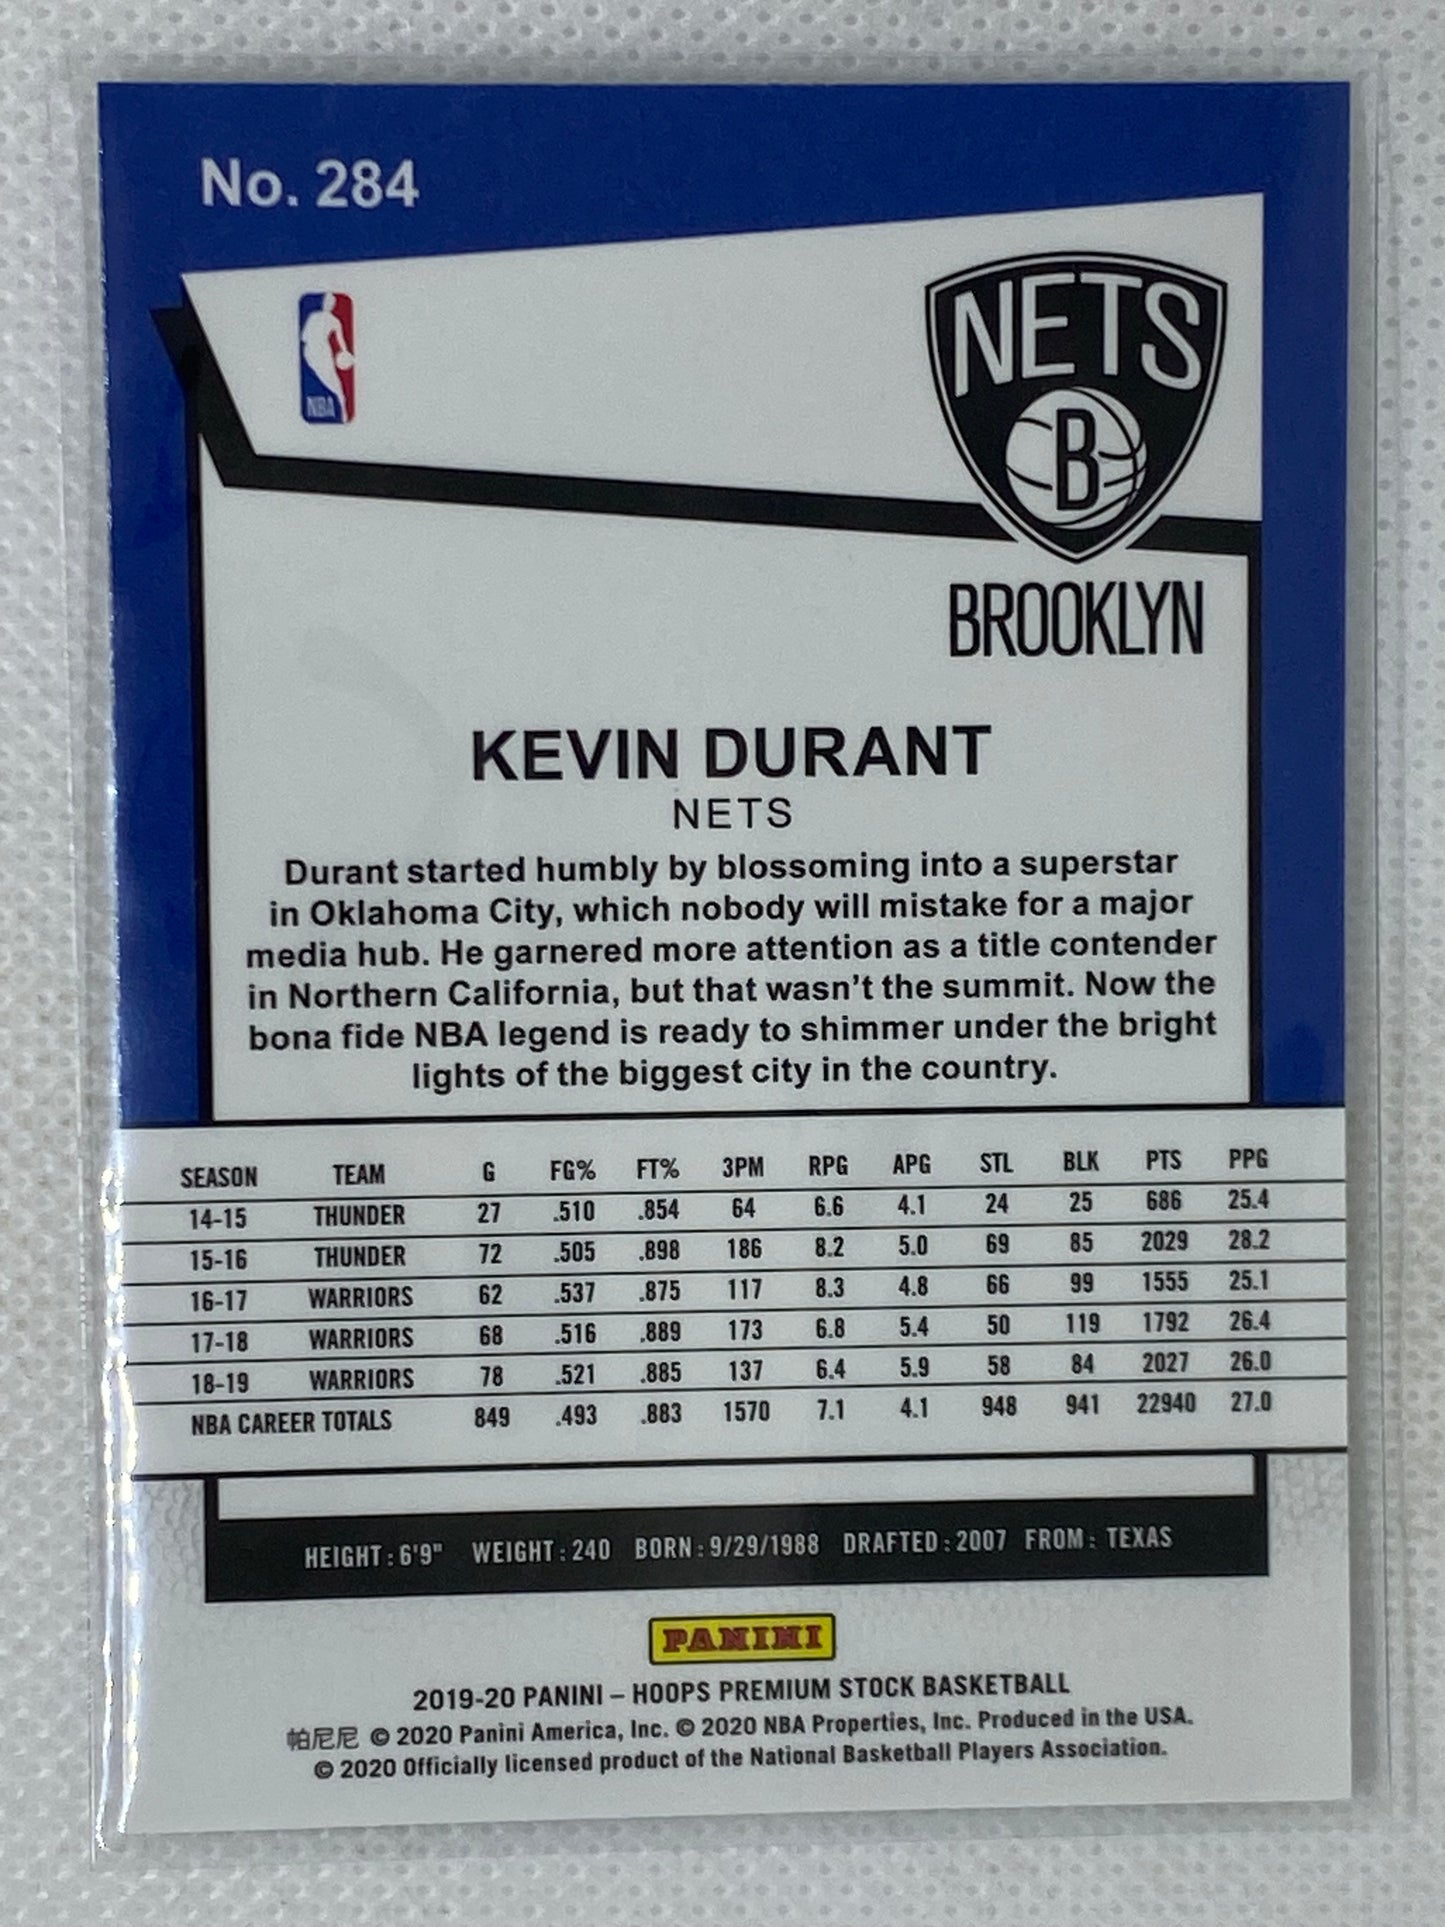 No. 284
NBA
NETS
B
BROOKLYN
KEVIN DURANT
NETS
Durant started humbly by blossoming into a superstar
in Oklahoma City, which nobody will mistake for a major
media hub. He garnered more attention as a title contender
in Northern California, but that wasn't the summit. Now the
bona fide NBA legend is ready to shimmer under the bright
lights of the biggest city in the country.
SEASON TEAM G FG% FT% 3PM RPG APG STL BLK PTS PPG
14-15 THUNDER 27 .510 .854 64 6.6 4.1 24 25 686 25.4
15-16 THUNDER 72 .505 .898 186 8.2 5.0 69 85 2029 28.2
16-17 WARRIORS 62 .537 .875 117 8.3 4.8 66 99 1555 25.1
17-18 WARRIORS 68 .516 .889 173 6.8 5.4 50 119 1792 26.4
18-19 WARRIORS 78 .521 .885 137 6.4 5.9 58 84 2027 26.0
NBA CAREER TOTALS 849 .493 .883 1570 7.1 4.1 948 941 22940 27.0
HEIGHT : 6'9" WEIGHT : 240 BORN : 9/29/1988 DRAFTED : 2007 FROM : TEXAS
PANINI
2019-20 PANINI – HOOPS PREMIUM STOCK BASKETBALL
帕尼尼 © 2020 Panini America, Inc. © 2020 NBA Properties, Inc. Produced in the USA.
© 2020 Officially licensed product of the National Basketball Players Association.